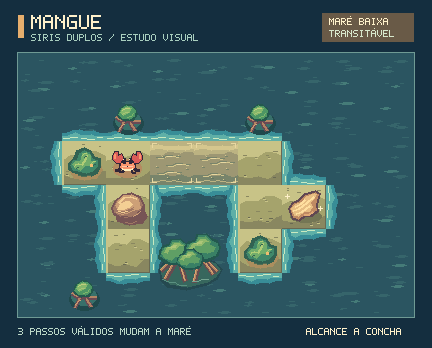 MANGUE
SIRIS DUPLOS / ESTUDO VISUAL
MARÉ BAIXA
TRANSITÁVEL
3 PASSOS VÁLIDOS MUDAM A MARÉ
ALCANCE A CONCHA